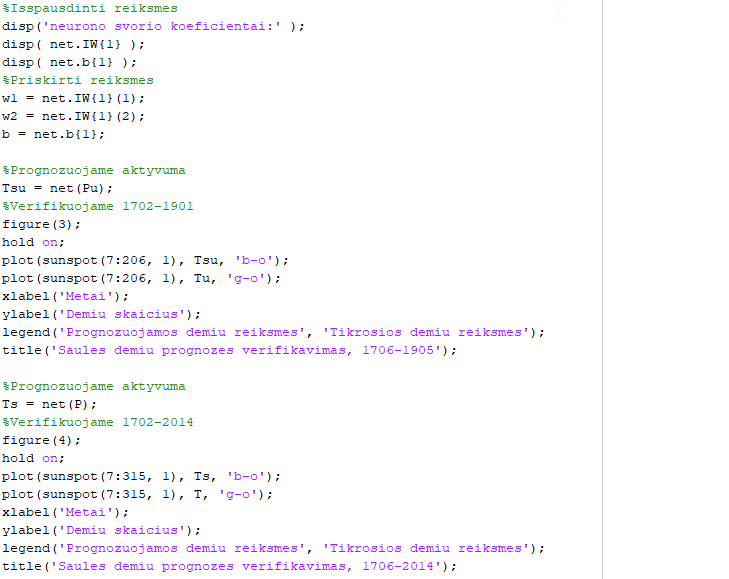 %Isspausdinti reiksmes
disp('neurono svorio koeficientai:' );
disp( net.IW{1} );
disp( net.b{1} );
%Priskirti reiksmes
w1 = net.IW{1}(1);
w2 = net.IW{1}(2);
b = net.b{1};
%Prognozuojame aktyvuma
Tsu = net(Pu);
%Verifikuojame 1702-1901
figure(3);
hold on;
plot(sunspot(7:206, 1), Tsu, 'b-o');
plot(sunspot(7:206, 1), Tu, 'g-o');
xlabel('Metai');
ylabel('Demiu skaicius');
legend('Prognozuojamos demiu reiksmes', 'Tikrosios demiu reiksmes');
title('Saules demiu prognozes verifikavimas, 1706-1905');
%Prognozuojame aktyvuma
Ts = net(P);
%Verifikuojame 1702-2014
figure(4);
hold on;
plot(sunspot(7:315, 1), Ts, 'b-o');
plot(sunspot(7:315, 1), T, 'g-o');
xlabel('Metai');
ylabel('Demiu skaicius');
legend('Prognozuojamos demiu reiksmes', 'Tikrosios demiu reiksmes');
title('Saules demiu prognozes verifikavimas, 1706-2014');